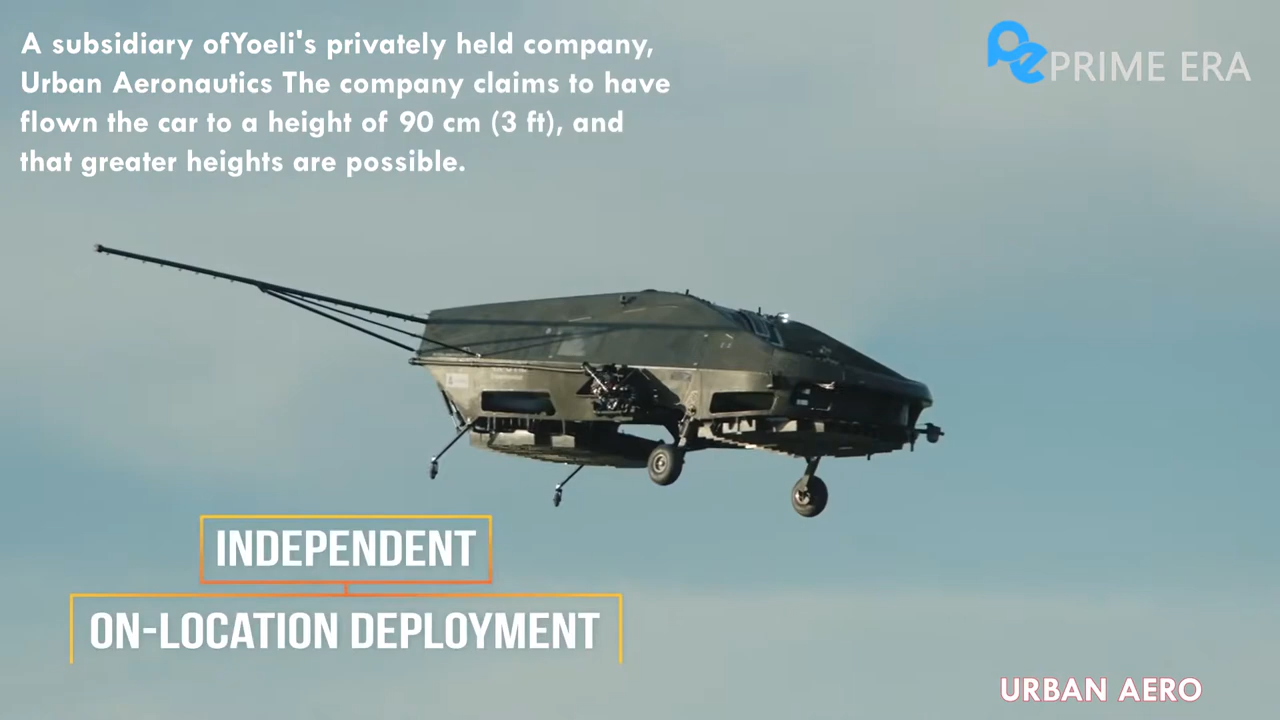 A subsidiary ofYoeli's privately held company,
Urban Aeronautics The company claims to have
flown the car to a height of 90 cm (3 ft), and
that greater heights are possible.
PRIME ERA
INDEPENDENT
ON-LOCATION DEPLOYMENT
URBAN AERO